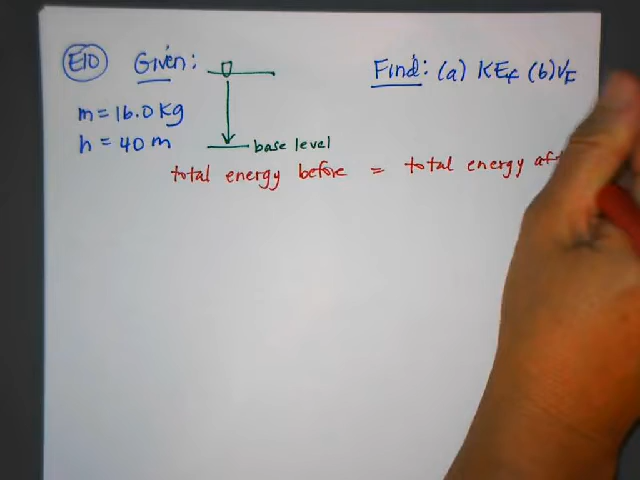 E10 Given: Find: (a) KEf (b) VF
m = 16.0 kg
h = 40 m
base level
total energy before = total energy